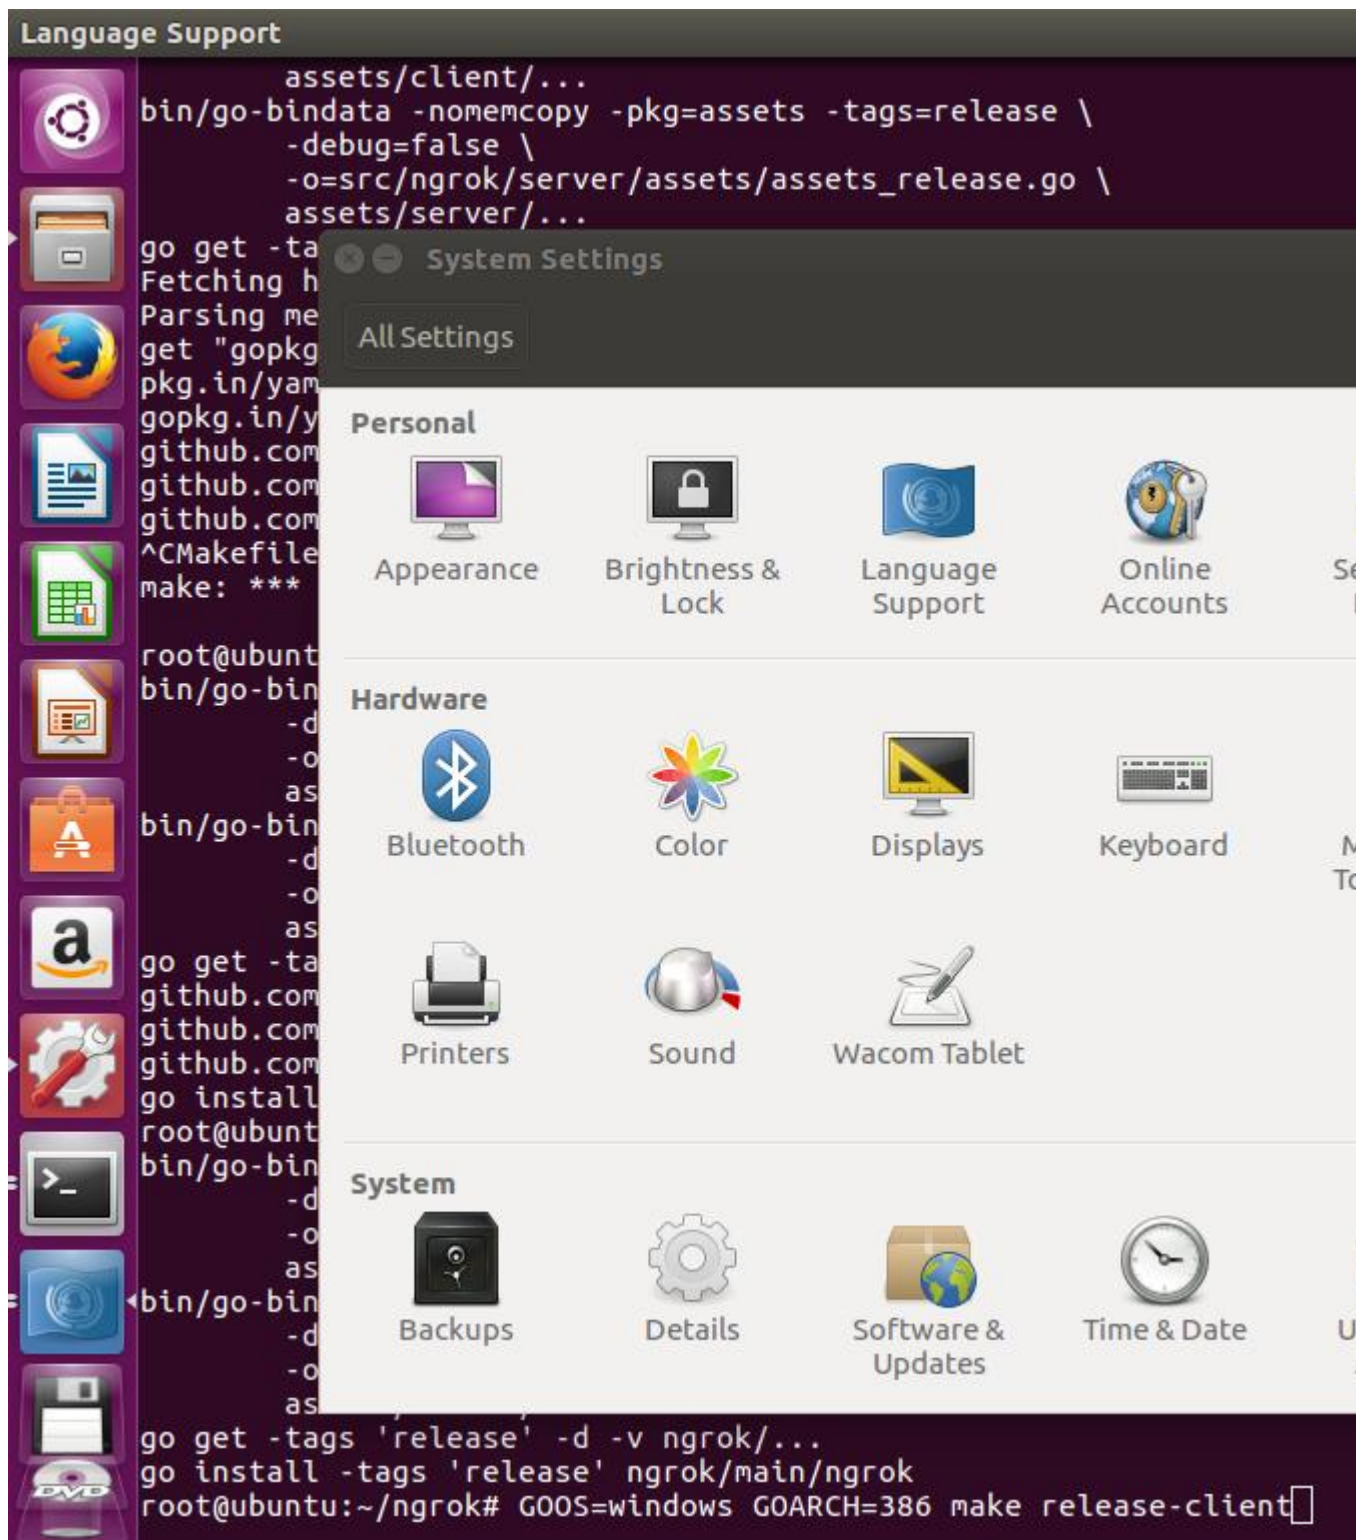 Language Support
assets/client/...
bin/go-bindata -nomemcopy -pkg=assets -tags=release \
-debug=false \
-o=src/ngrok/server/assets/assets_release.go \
assets/server/...
go get -ta
Fetching h
Parsing me
get "gopkg
pkg.in/yam
gopkg.in/y
github.com
github.com
github.com
^CMakefile
make: ***
root@ubunt
bin/go-bin
-d
-o
as
bin/go-bin
-d
-o
as
go get -ta
github.com
github.com
github.com
go install
root@ubunt
bin/go-bin
-d
-o
as
bin/go-bin
-d
-o
as
go get -tags 'release' -d -v ngrok/...
go install -tags 'release' ngrok/main/ngrok
root@ubuntu:~/ngrok# GOOS=windows GOARCH=386 make release-client
System Settings
All Settings
Personal
Appearance
Brightness &
Lock
Language
Support
Online
Accounts
Se
Hardware
Bluetooth
Color
Displays
Keyboard
To
Printers
Sound
Wacom Tablet
System
Backups
Details
Software &
Updates
Time & Date
U
a
DVD